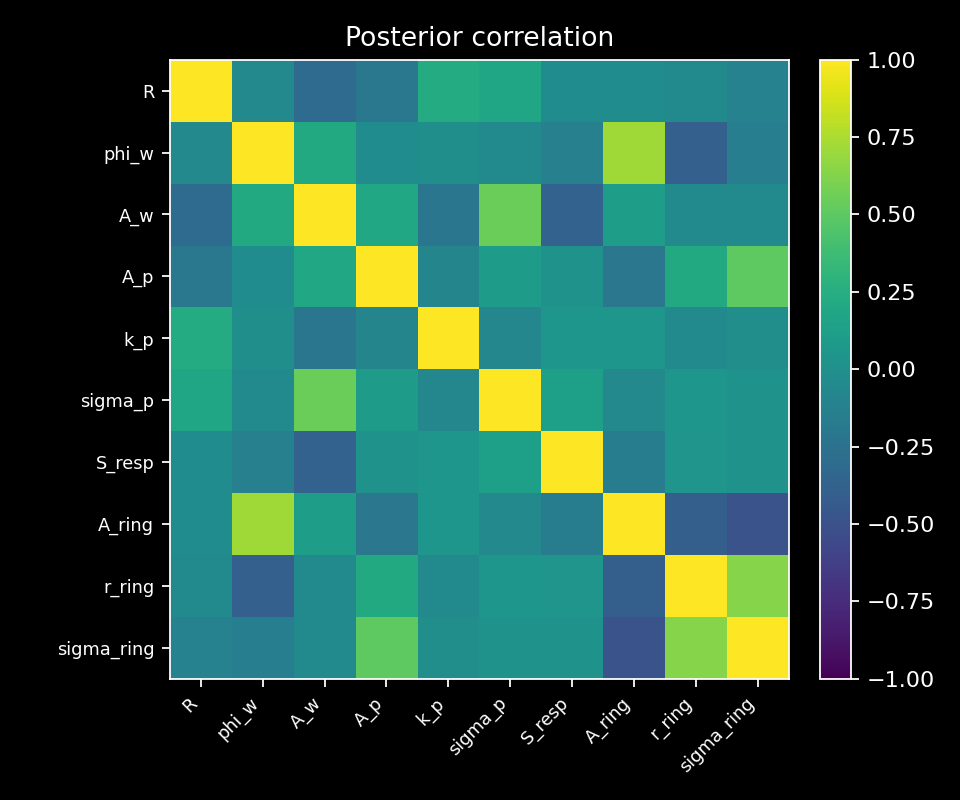 Posterior correlation
R
phi_w
A_w
A_p
k_p
sigma_p
S_resp
A_ring
r_ring
sigma_ring
R
phi_w
A_w
A_p
k_p
sigma_p
S_resp
A_ring
r_ring
sigma_ring
1.00
0.75
0.50
0.25
0.00
−0.25
−0.50
−0.75
−1.00